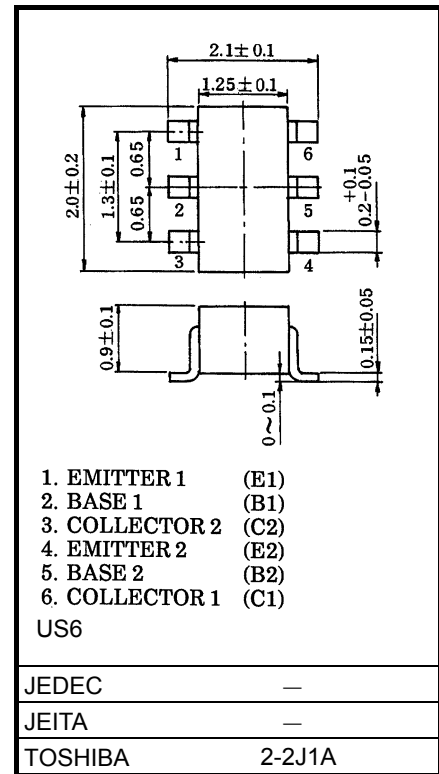 2.1±0.1
1.25±0.1
1 6
2 5
3 4
2.0±0.2
1.3±0.1
0.65
0.65
+0.1
0.2-0.05
0.9±0.1
0.15±0.05
0~0.1
1. EMITTER 1 (E1)
2. BASE 1 (B1)
3. COLLECTOR 2 (C2)
4. EMITTER 2 (E2)
5. BASE 2 (B2)
6. COLLECTOR 1 (C1)
US6
JEDEC —
JEITA —
TOSHIBA 2-2J1A